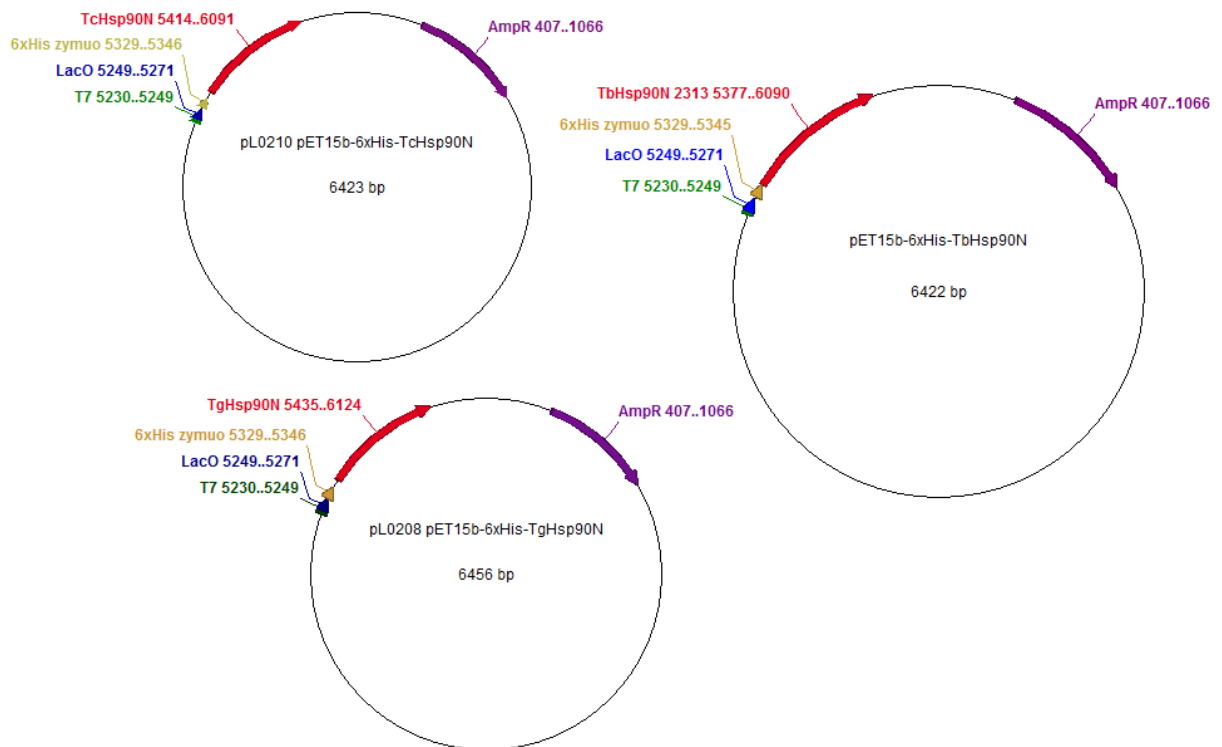 TcHsp90N 5414..6091
6xHis zymuo 5329..5346
LacO 5249..5271
T7 5230..5249
AmpR 407..1066
pL0210 pET15b-6xHis-TcHsp90N
6423 bp
TbHsp90N 2313 5377..6090
6xHis zymuo 5329..5345
LacO 5249..5271
T7 5230..5249
AmpR 407..1066
pET15b-6xHis-TbHsp90N
6422 bp
TgHsp90N 5435..6124
6xHis zymuo 5329..5346
LacO 5249..5271
T7 5230..5249
AmpR 407..1066
pL0208 pET15b-6xHis-TgHsp90N
6456 bp